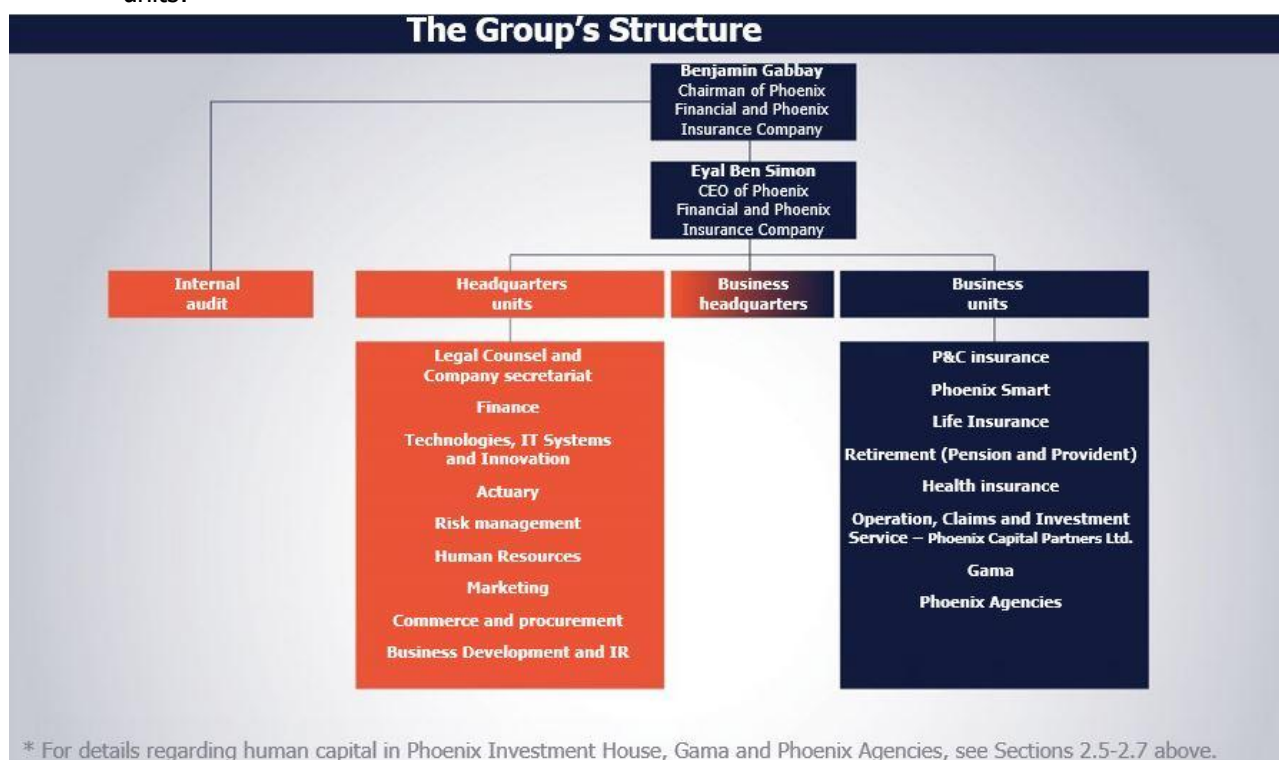 units.
The Group's Structure
Benjamin Gabbay
Chairman of Phoenix
Financial and Phoenix
Insurance Company
Eyal Ben Simon
CEO of Phoenix
Financial and Phoenix
Insurance Company
Internal
audit
Headquarters
units
Business
headquarters
Business
units
Legal Counsel and
Company secretariat
Finance
Technologies, IT Systems
and Innovation
Actuary
Risk management
Human Resources
Marketing
Commerce and procurement
Business Development and IR
P&C insurance
Phoenix Smart
Life Insurance
Retirement (Pension and Provident)
Health insurance
Operation, Claims and Investment
Service – Phoenix Capital Partners Ltd.
Gama
Phoenix Agencies
* For details regarding human capital in Phoenix Investment House, Gama and Phoenix Agencies, see Sections 2.5-2.7 above.